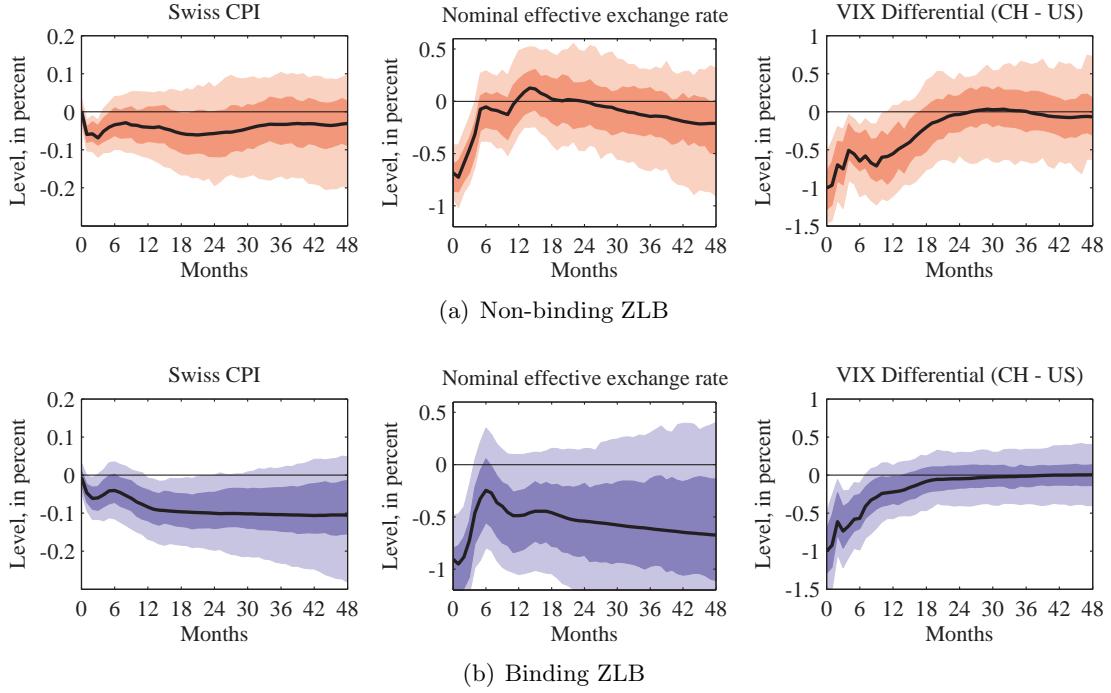 Swiss CPI
Nominal effective exchange rate
VIX Differential (CH - US)
Level, in percent
0.2
0.1
0
-0.1
-0.2
0 6 12 18 24 30 36 42 48
Months
Level, in percent
0.5
0
-0.5
-1
0 6 12 18 24 30 36 42 48
Months
Level, in percent
1
0.5
0
-0.5
-1
-1.5
0 6 12 18 24 30 36 42 48
Months
(a) Non-binding ZLB
Swiss CPI
Nominal effective exchange rate
VIX Differential (CH - US)
Level, in percent
0.2
0.1
0
-0.1
-0.2
0 6 12 18 24 30 36 42 48
Months
Level, in percent
0.5
0
-0.5
-1
0 6 12 18 24 30 36 42 48
Months
Level, in percent
1
0.5
0
-0.5
-1
-1.5
0 6 12 18 24 30 36 42 48
Months
(b) Binding ZLB